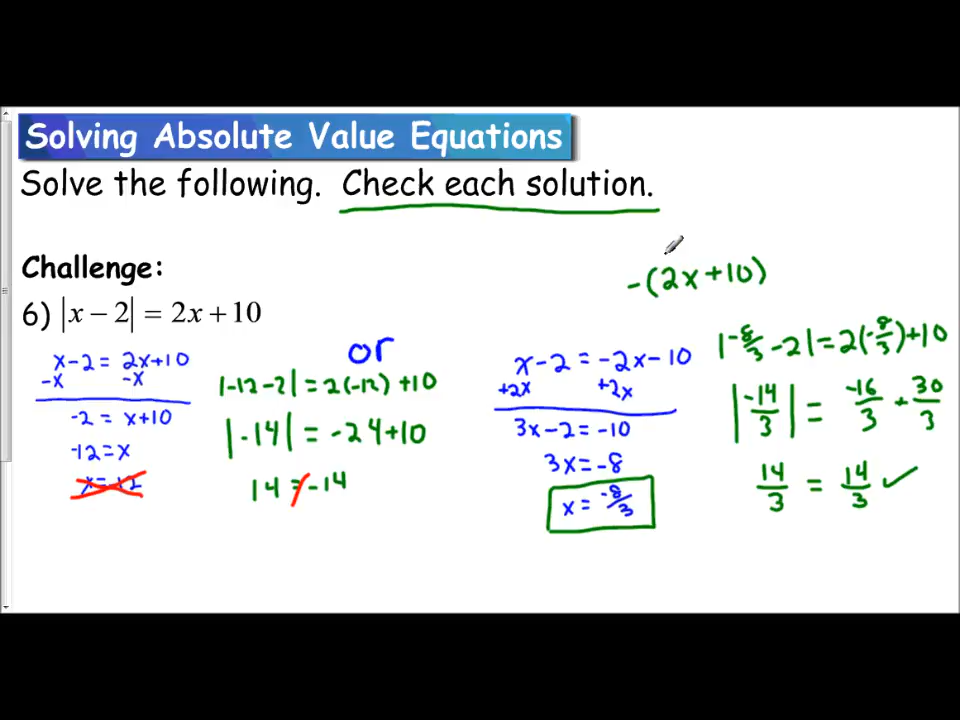 Solving Absolute Value Equations
Solve the following. Check each solution.
Challenge:
6) |x − 2| = 2x + 10
-(2x+10)
or
x-2 = 2x+10
-x -x
-2 = x+10
-12 = x
x = -12
|-12-2| = 2(-12) +10
|-14| = -24+10
14 = -14
x-2 = -2x-10
+2x +2x
3x-2 = -10
3x = -8
x = -8/3
|-8/3 -2| = 2(-8/3)+10
|-14/3| = -16/3 + 30/3
14/3 = 14/3 ✓